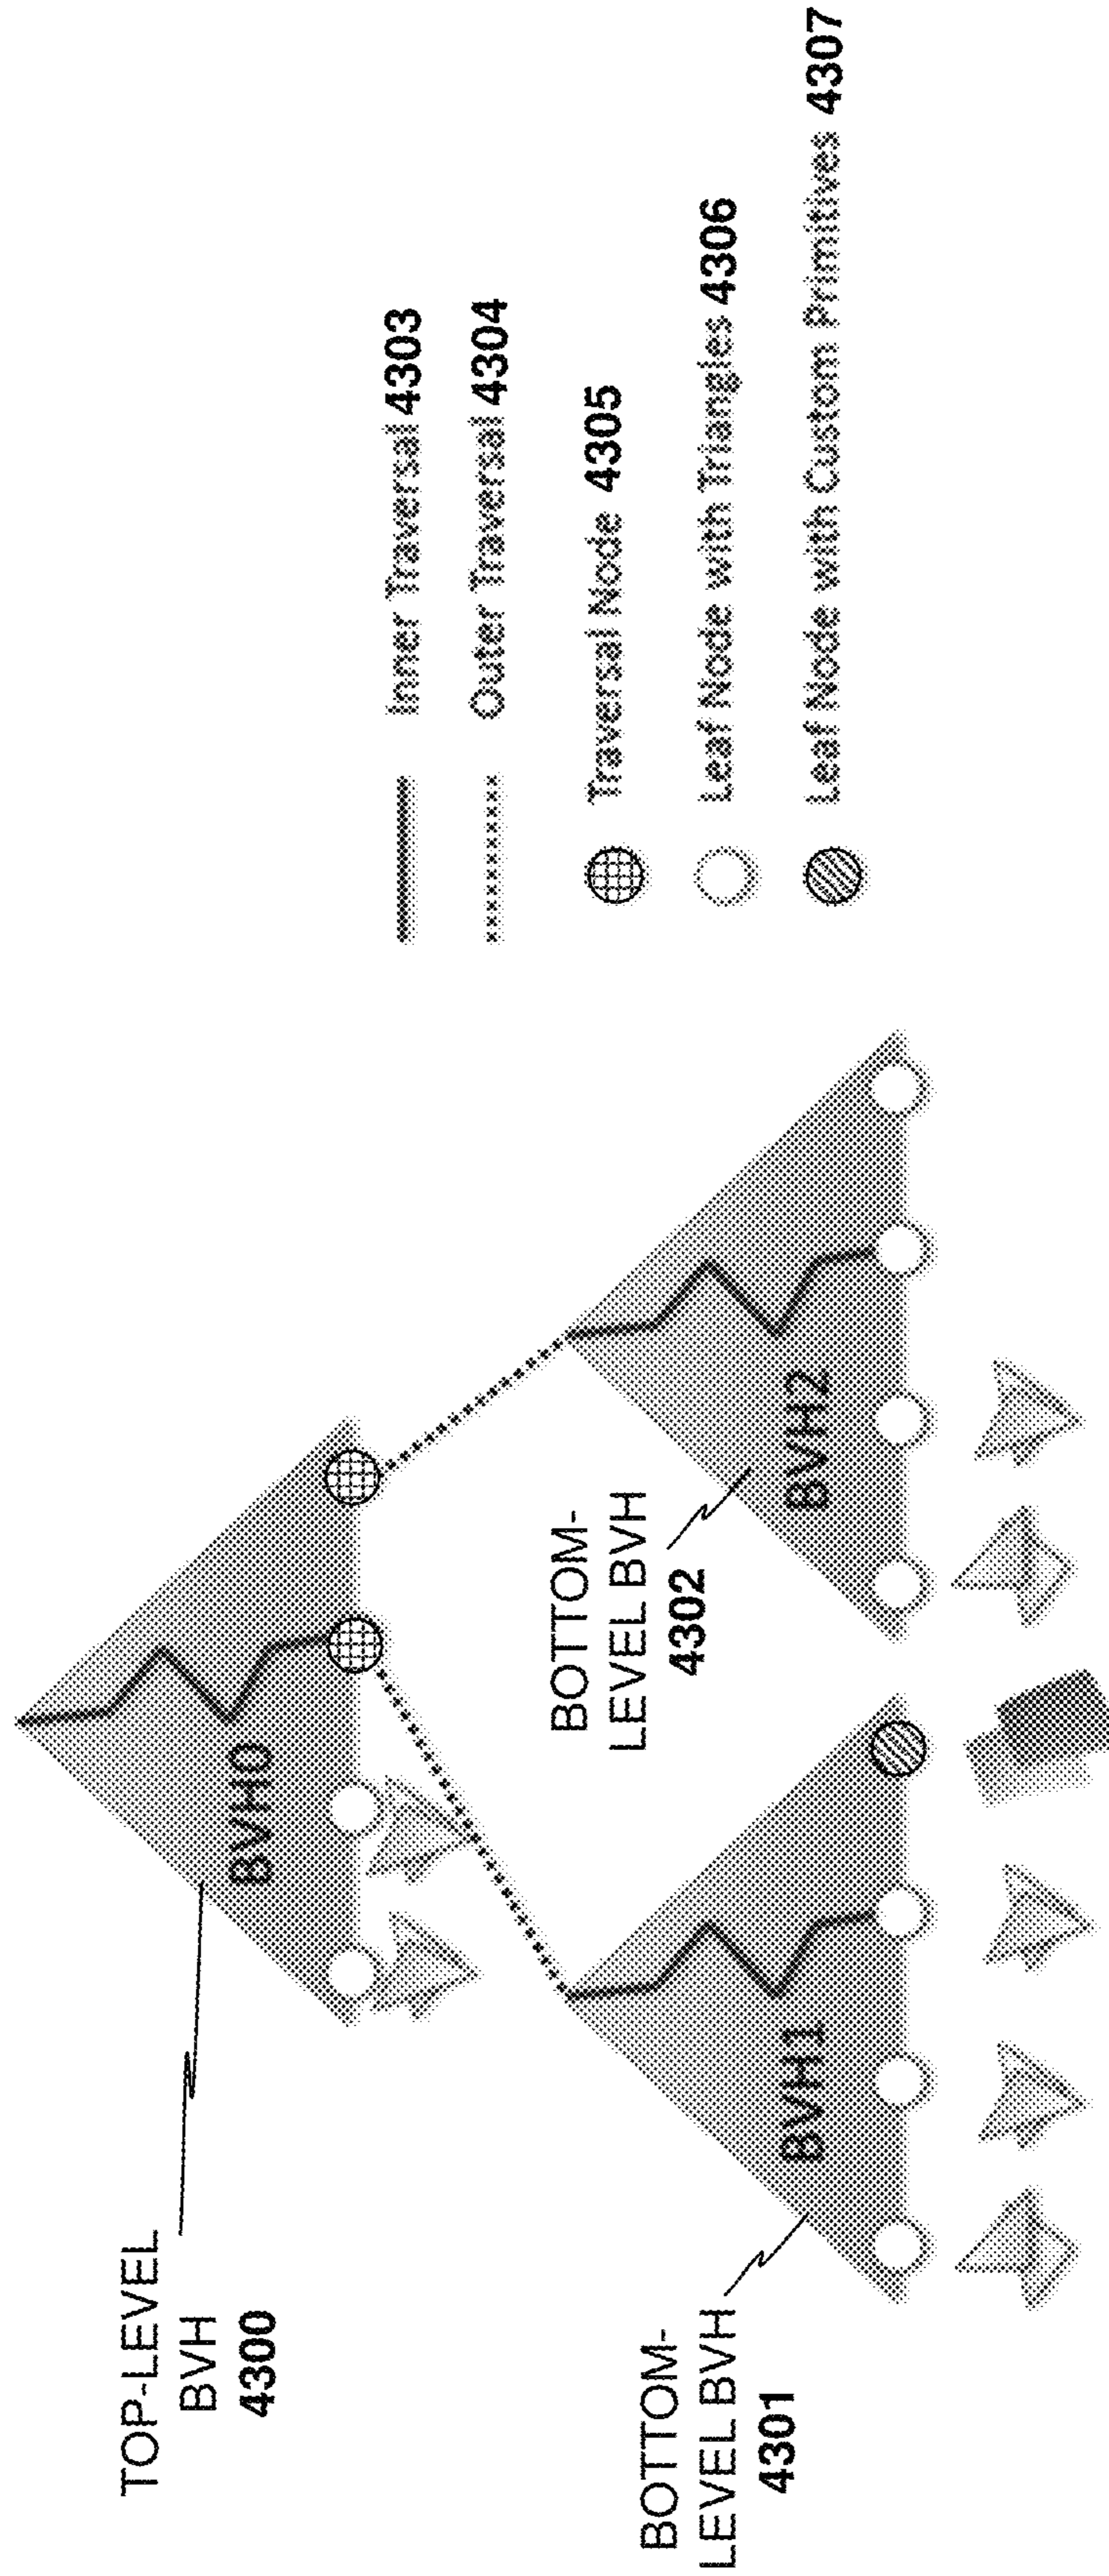 TOP-LEVEL
BVH
4300
BVH0
BOTTOM-
LEVEL BVH
4301
BVH1
BOTTOM-
LEVEL BVH
4302
BVH2
Inner Traversal 4303
Outer Traversal 4304
Traversal Node 4305
Leaf Node with Triangles 4306
Leaf Node with Custom Primitives 4307